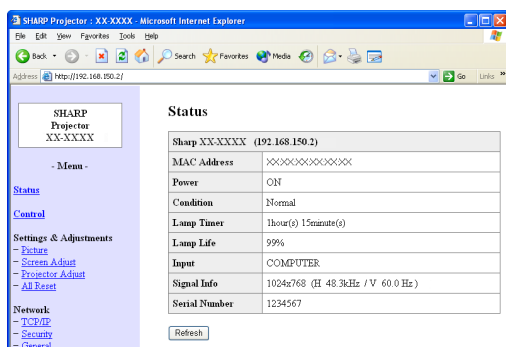 SHARP Projector : XX-XXXX - Microsoft Internet Explorer
File Edit View Favorites Tools Help
Back Search Favorites Media
Address http://192.168.150.2/ Go Links »
SHARP
Projector
XX-XXXX
- Menu -
Status
Control
Settings & Adjustments
– Picture
– Screen Adjust
– Projector Adjust
– All Reset
Network
– TCP/IP
– Security
– General
Status
Sharp XX-XXXX (192.168.150.2)
MAC Address XXXXXXXXXXXX
Power ON
Condition Normal
Lamp Timer 1hour(s) 15minute(s)
Lamp Life 99%
Input COMPUTER
Signal Info 1024x768 (H 48.3kHz / V 60.0 Hz )
Serial Number 1234567
Refresh